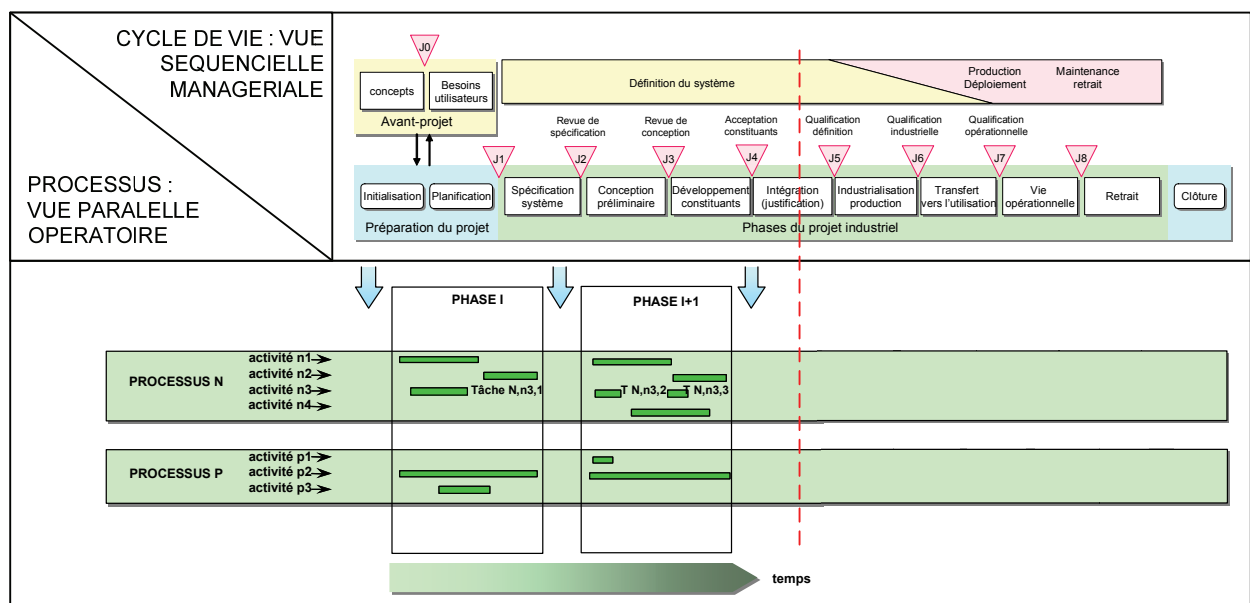 CYCLE DE VIE : VUE
SEQUENCIELLE
MANAGERIALE
PROCESSUS :
VUE PARALELLE
OPERATOIRE
J0
concepts
Besoins
utilisateurs
Avant-projet
Définition du système
Production
Déploiement
Maintenance
retrait
Revue de
spécification
Revue de
conception
Acceptation
constituants
Qualification
définition
Qualification
industrielle
Qualification
opérationnelle
J1
J2
J3
J4
J5
J6
J7
J8
Initialisation
Planification
Spécification
système
Conception
préliminaire
Développement
constituants
Intégration
(justification)
Industrialisation
production
Transfert
vers l'utilisation
Vie
opérationnelle
Retrait
Clôture
Préparation du projet
Phases du projet industriel
PHASE I
PHASE I+1
PROCESSUS N
activité n1
activité n2
activité n3
activité n4
Tâche N,n3,1
T N,n3,2
T N,n3,3
PROCESSUS P
activité p1
activité p2
activité p3
temps